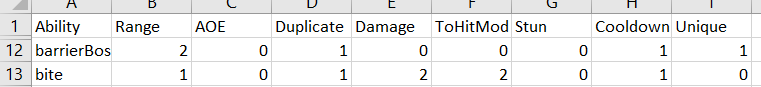 A B C D E F G H I
1 Ability Range AOE Duplicate Damage ToHitMod Stun Cooldown Unique
12 barrierBos 2 0 1 0 0 0 1 1
13 bite 1 0 1 2 2 0 1 0